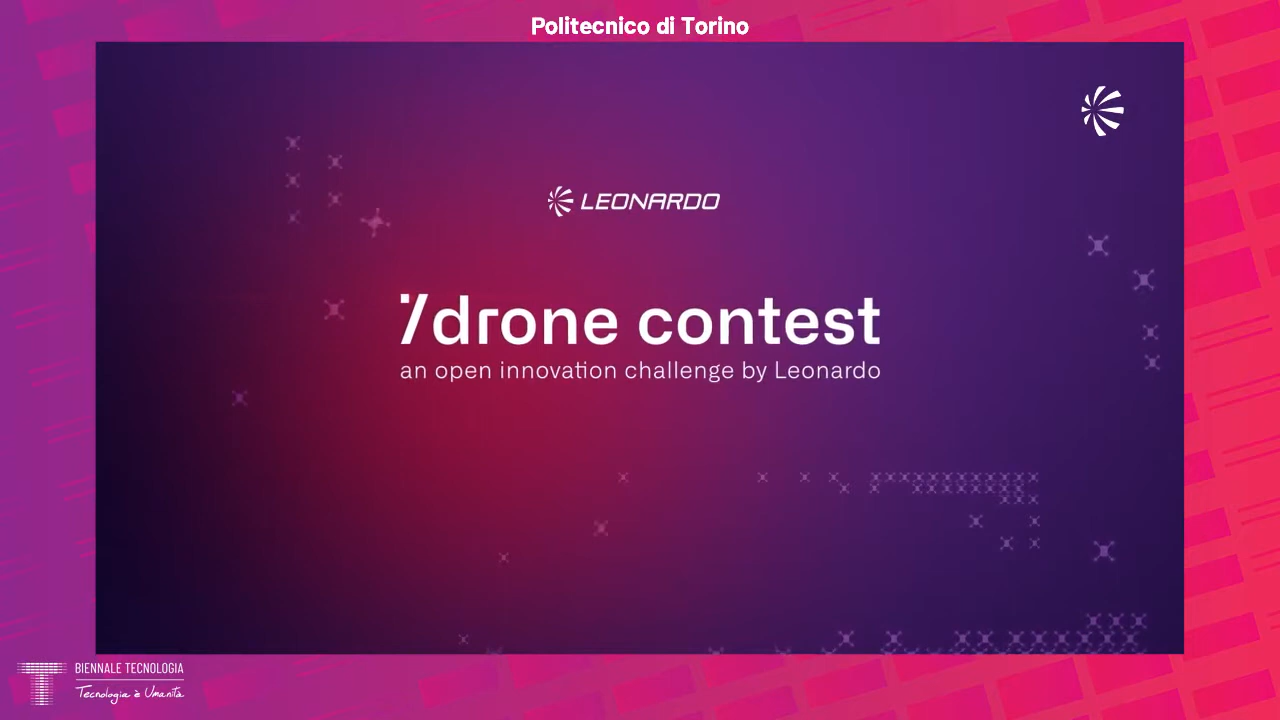 Politecnico di Torino
LEONARDO
drone contest
an open innovation challenge by Leonardo
BIENNALE TECNOLOGIA
Tecnologia è Umanità